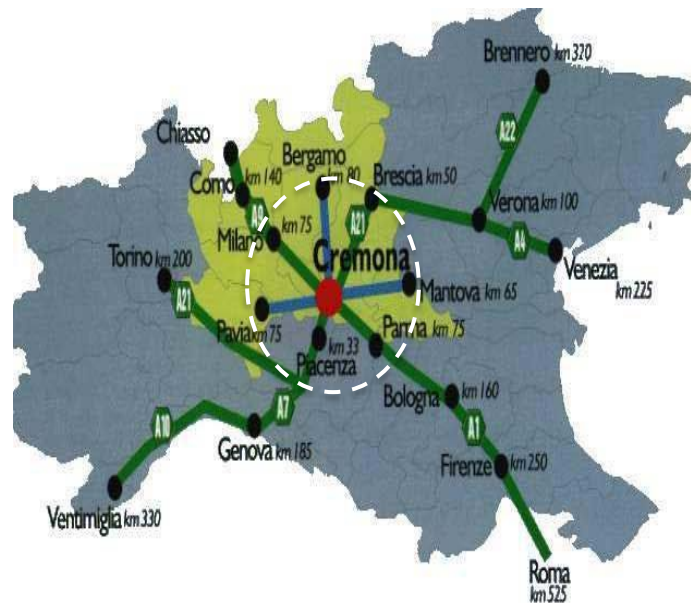 Brennero km 320
A22
Chiasso
Bergamo
km 80
Como km 140
Brescia km 50
A9
km 75
Milano
A21
Verona km 100
A4
Cremona
Torino km 200
Venezia
km 225
A21
Mantova km 65
Pavia km 75
km 33
Piacenza
Parma km 75
Bologna
km 160
A7
A10
A1
Genova km 185
Firenze
km 250
Ventimiglia km 330
Roma
km 525